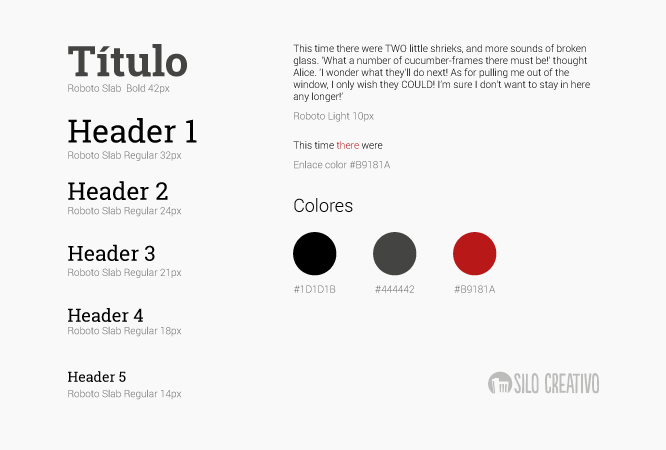 Título
Roboto Slab Bold 42px
Header 1
Roboto Slab Regular 32px
Header 2
Roboto Slab Regular 24px
Header 3
Roboto Slab Regular 21px
Header 4
Roboto Slab Regular 18px
Header 5
Roboto Slab Regular 14px
This time there were TWO little shrieks, and more sounds of broken
glass. 'What a number of cucumber-frames there must be!' thought
Alice. 'I wonder what they'll do next! As for pulling me out of the
window, I only wish they COULD! I'm sure I don't want to stay in here
any longer!'
Roboto Light 10px
This time there were
Enlace color #B9181A
Colores
#1D1D1B
#444442
#B9181A
SILO CREATIVO